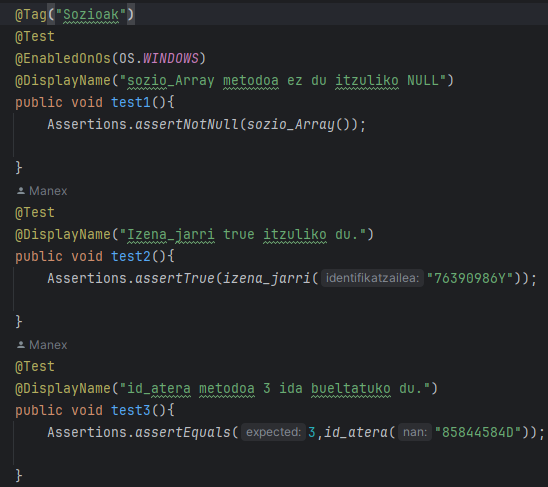 @Tag("Sozioak")
@Test
@EnabledOnOs(OS.WINDOWS)
@DisplayName("sozio_Array metodoa ez du itzuliko NULL")
public void test1(){
Assertions.assertNotNull(sozio_Array());
}
Manex
@Test
@DisplayName("Izena_jarri true itzuliko du.")
public void test2(){
Assertions.assertTrue(izena_jarri( identifikatzailea: "76390986Y"));
}
Manex
@Test
@DisplayName("id_atera metodoa 3 ida bueltatuko du.")
public void test3(){
Assertions.assertEquals( expected: 3,id_atera( nan: "85844584D"));
}